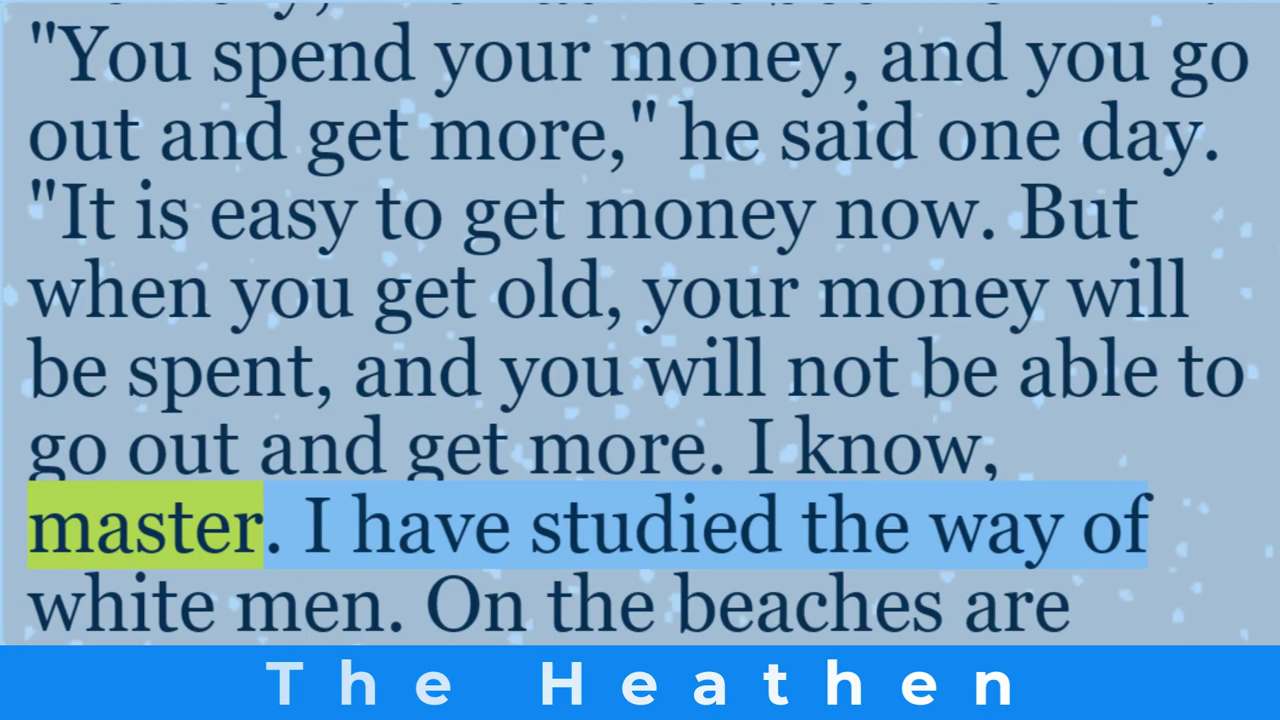 "You spend your money, and you go
out and get more," he said one day.
"It is easy to get money now. But
when you get old, your money will
be spent, and you will not be able to
go out and get more. I know,
master. I have studied the way of
white men. On the beaches are
The Heathen